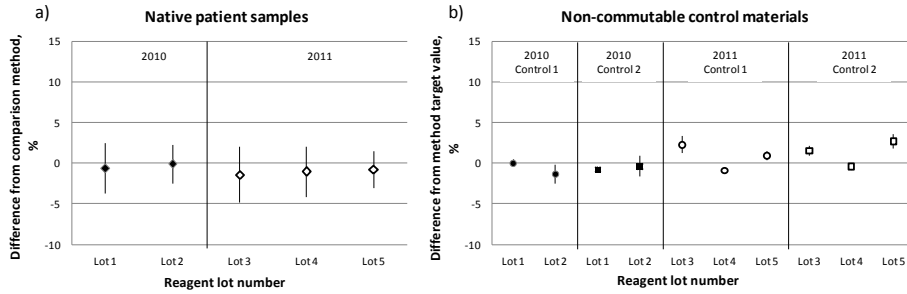 a)
Native patient samples
Difference from comparison method,
%
15
10
5
0
-5
-10
2010
2011
Lot 1
Lot 2
Lot 3
Lot 4
Lot 5
Reagent lot number
b)
Non-commutable control materials
Difference from method target value,
%
15
10
5
0
-5
-10
2010
Control 1
2010
Control 2
2011
Control 1
2011
Control 2
Lot 1
Lot 2
Lot 1
Lot 2
Lot 3
Lot 4
Lot 5
Lot 3
Lot 4
Lot 5
Reagent lot number